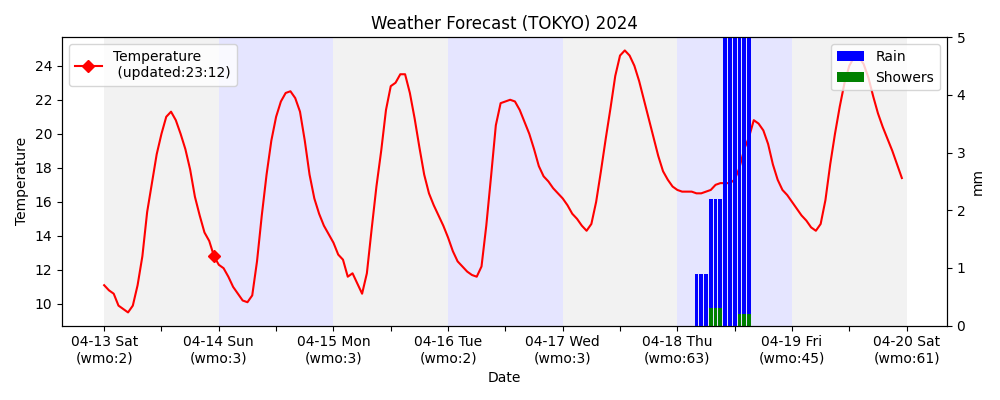 Weather Forecast (TOKYO) 2024
Temperature
(updated:23:12)
Rain
Showers
Temperature
24
22
20
18
16
14
12
10
5
4
3
2
1
0
mm
04-13 Sat 04-14 Sun 04-15 Mon 04-16 Tue 04-17 Wed 04-18 Thu 04-19 Fri 04-20 Sat
(wmo:2) (wmo:3) (wmo:3) (wmo:2) (wmo:3) (wmo:63) (wmo:45) (wmo:61)
Date